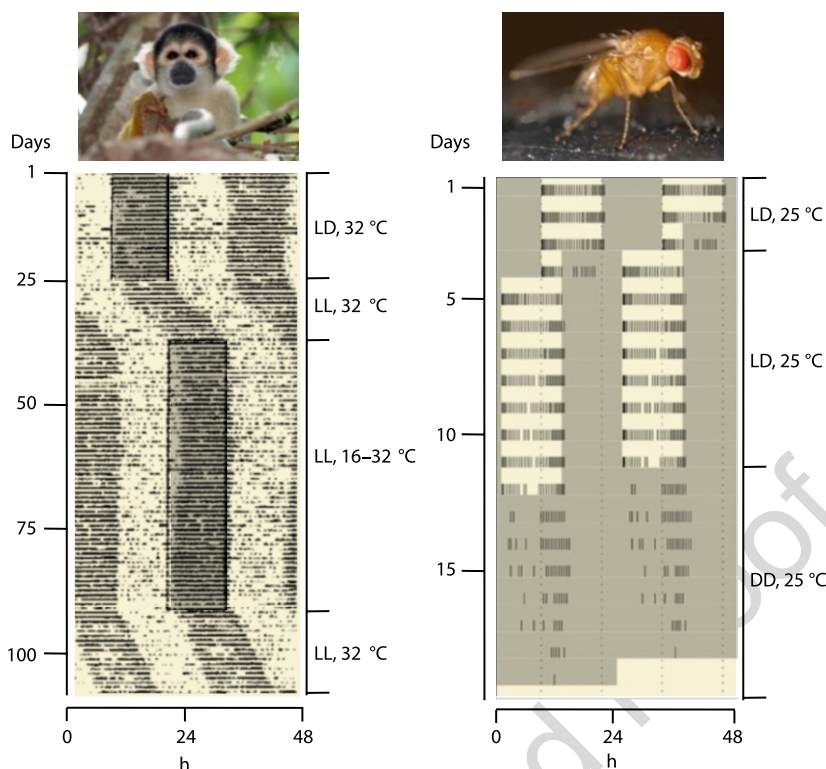 Days
1
25
50
75
100
LD, 32 °C
LL, 32 °C
LL, 16–32 °C
LL, 32 °C
0 24 48
h
Days
1
5
10
15
LD, 25 °C
LD, 25 °C
DD, 25 °C
0 24 48
h
d Proof